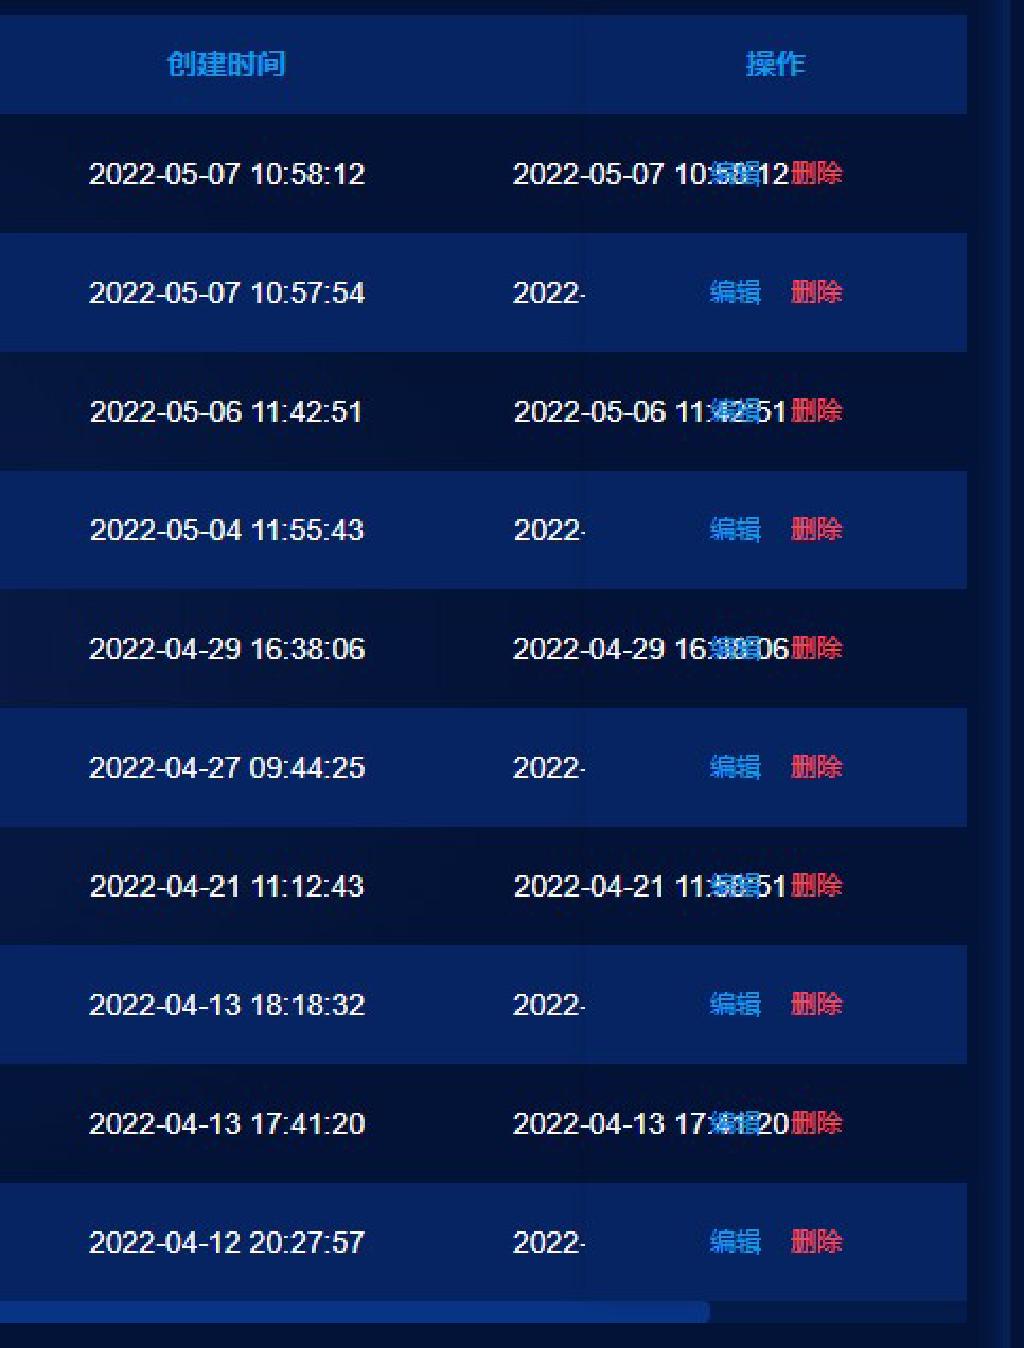 创建时间 操作
2022-05-07 10:58:12 2022-05-07 10:58:12 编辑 删除
2022-05-07 10:57:54 2022- 编辑 删除
2022-05-06 11:42:51 2022-05-06 11:42:51 编辑 删除
2022-05-04 11:55:43 2022- 编辑 删除
2022-04-29 16:38:06 2022-04-29 16:38:06 编辑 删除
2022-04-27 09:44:25 2022- 编辑 删除
2022-04-21 11:12:43 2022-04-21 编辑 删除
2022-04-13 18:18:32 2022- 编辑 删除
2022-04-13 17:41:20 2022-04-13 17:41:20 编辑 删除
2022-04-12 20:27:57 2022- 编辑 删除